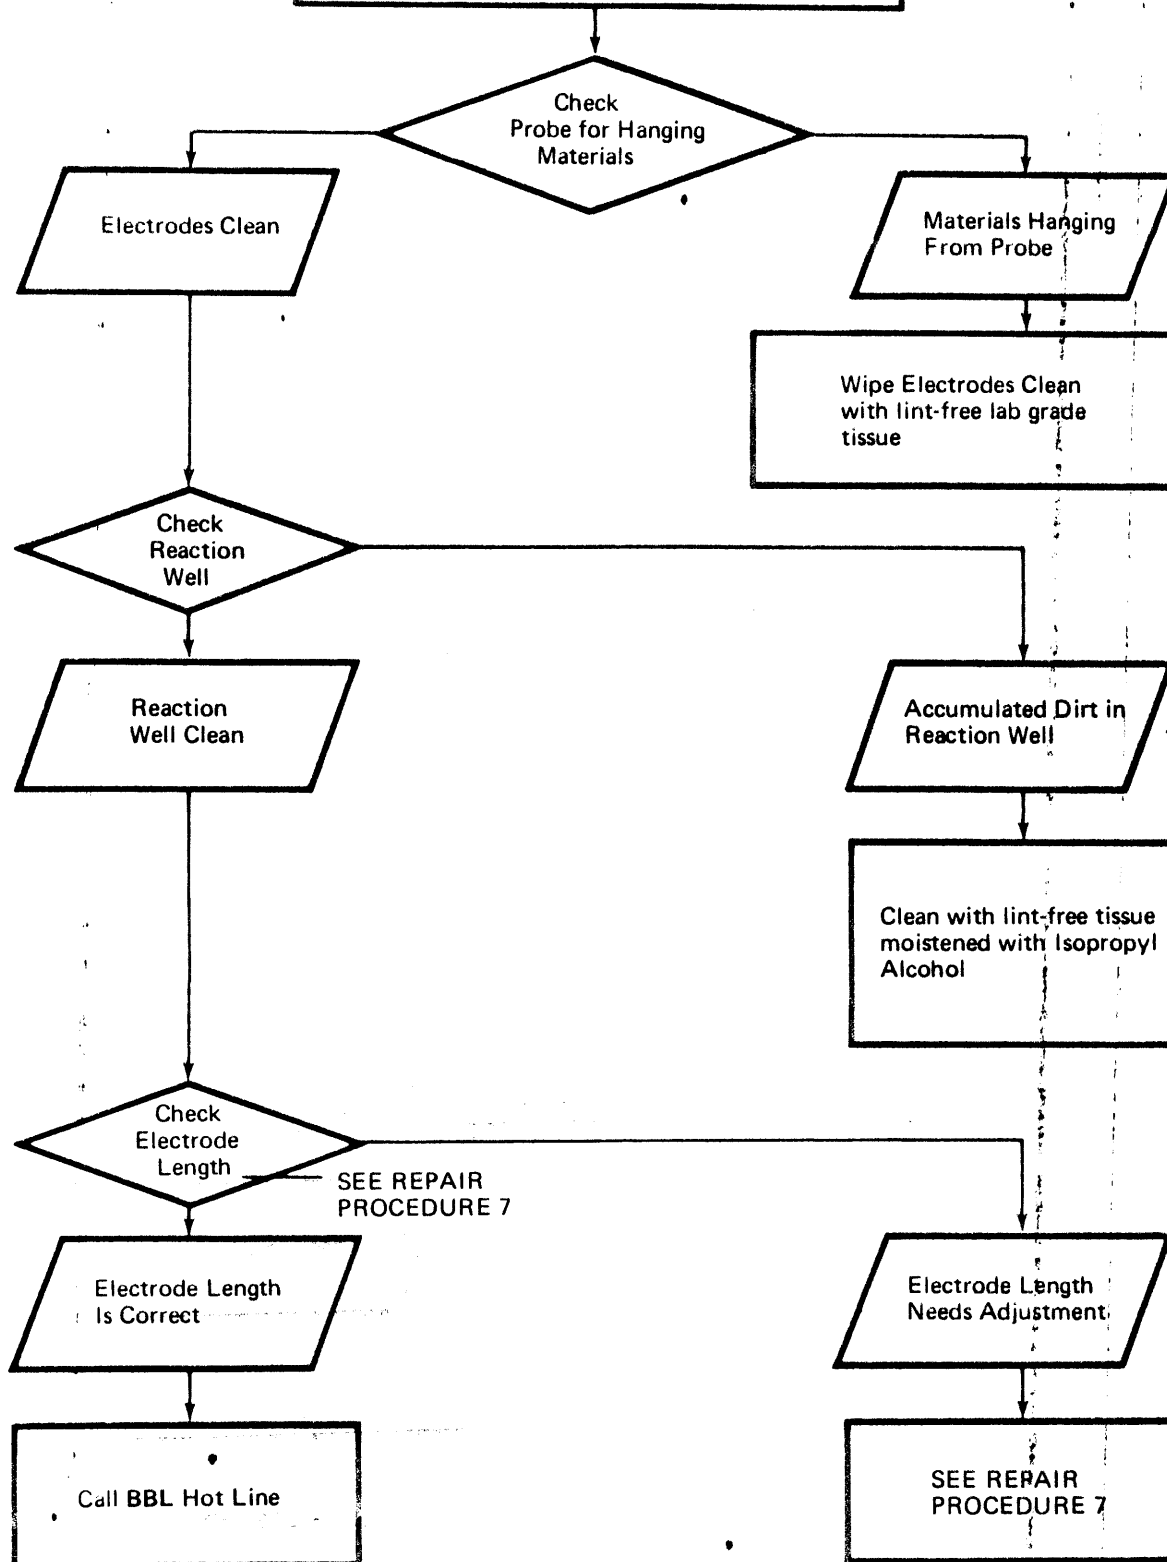 Check
Probe for Hanging
Materials
Electrodes Clean
Materials Hanging
From Probe
Wipe Electrodes Clean
with lint-free lab grade
tissue
Check
Reaction
Well
Reaction
Well Clean
Accumulated Dirt in
Reaction Well
Clean with lint-free tissue
moistened with Isopropyl
Alcohol
Check
Electrode
Length
SEE REPAIR
PROCEDURE 7
Electrode Length
Is Correct
Electrode Length
Needs Adjustment
Call BBL Hot Line
SEE REPAIR
PROCEDURE 7